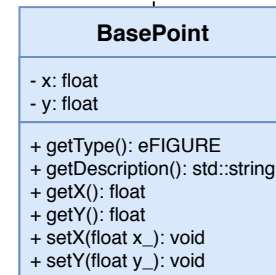 BasePoint
- x: float
- y: float
+ getType(): eFIGURE
+ getDescription(): std::string
+ getX(): float
+ getY(): float
+ setX(float x_): void
+ setY(float y_): void